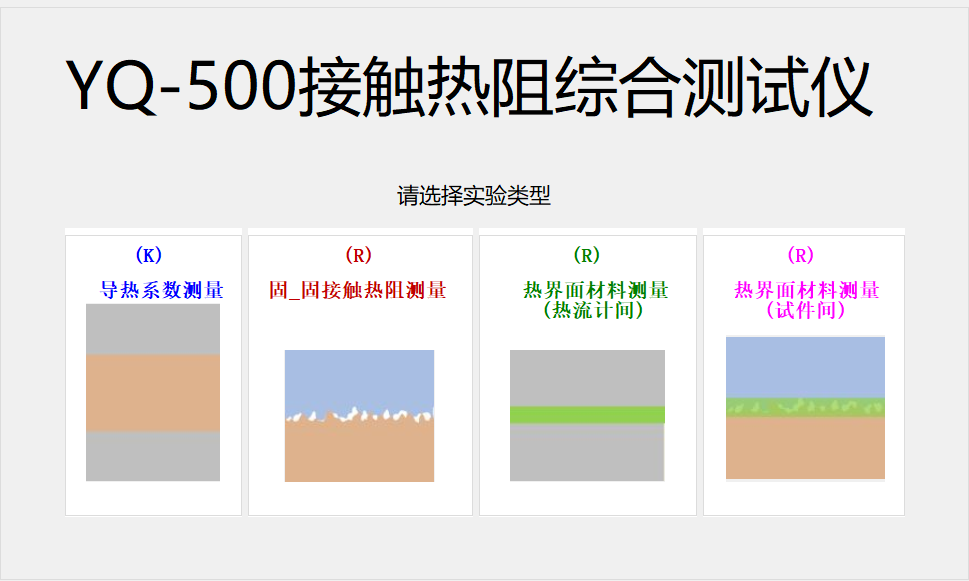 YQ-500接触热阻综合测试仪
请选择实验类型
(K)
导热系数测量
(R)
固_固接触热阻测量
(R)
热界面材料测量
(热流计间)
(R)
热界面材料测量
(试件间)